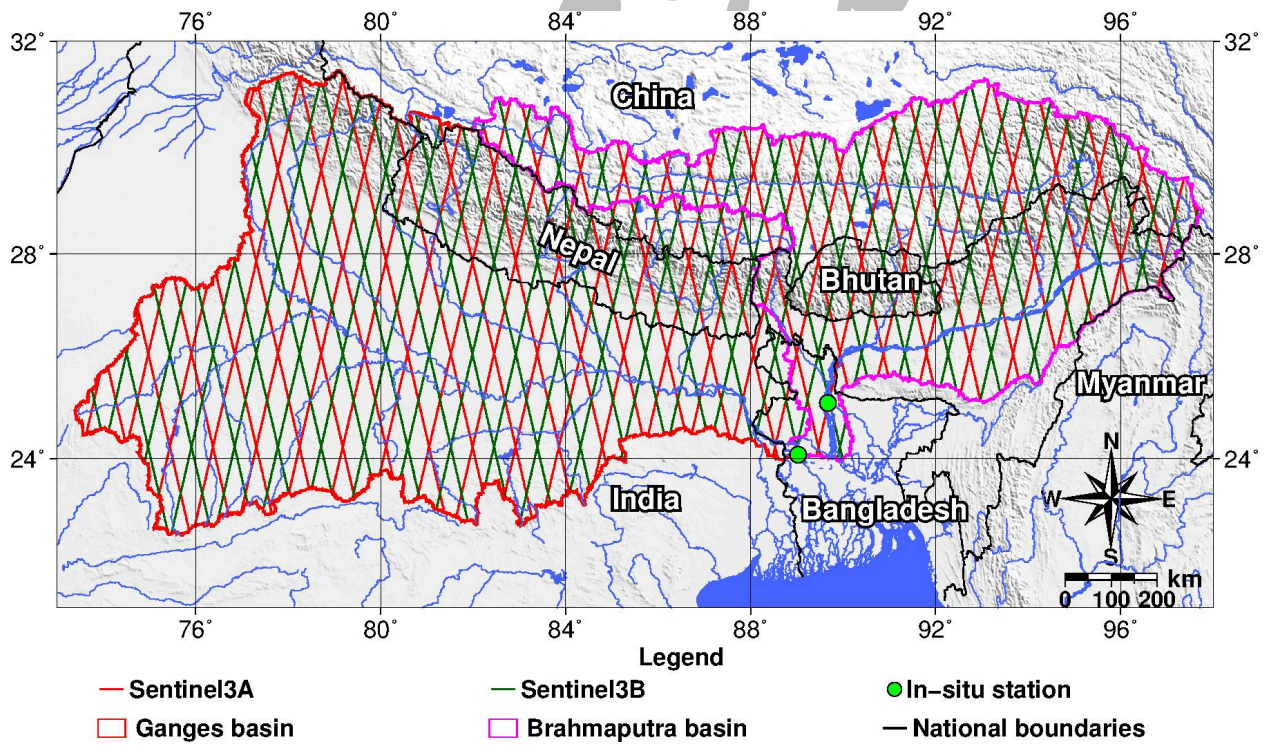 76° 80° 84° 88° 92° 96°
32° 32°
China
Nepal
28° 28°
Bhutan
Myanmar
N
24° 24°
India
Bangladesh
W E
S
km
0 100 200
76° 80° 84° 88° 92° 96°
Legend
Sentinel3A Sentinel3B In-situ station
Ganges basin Brahmaputra basin National boundaries